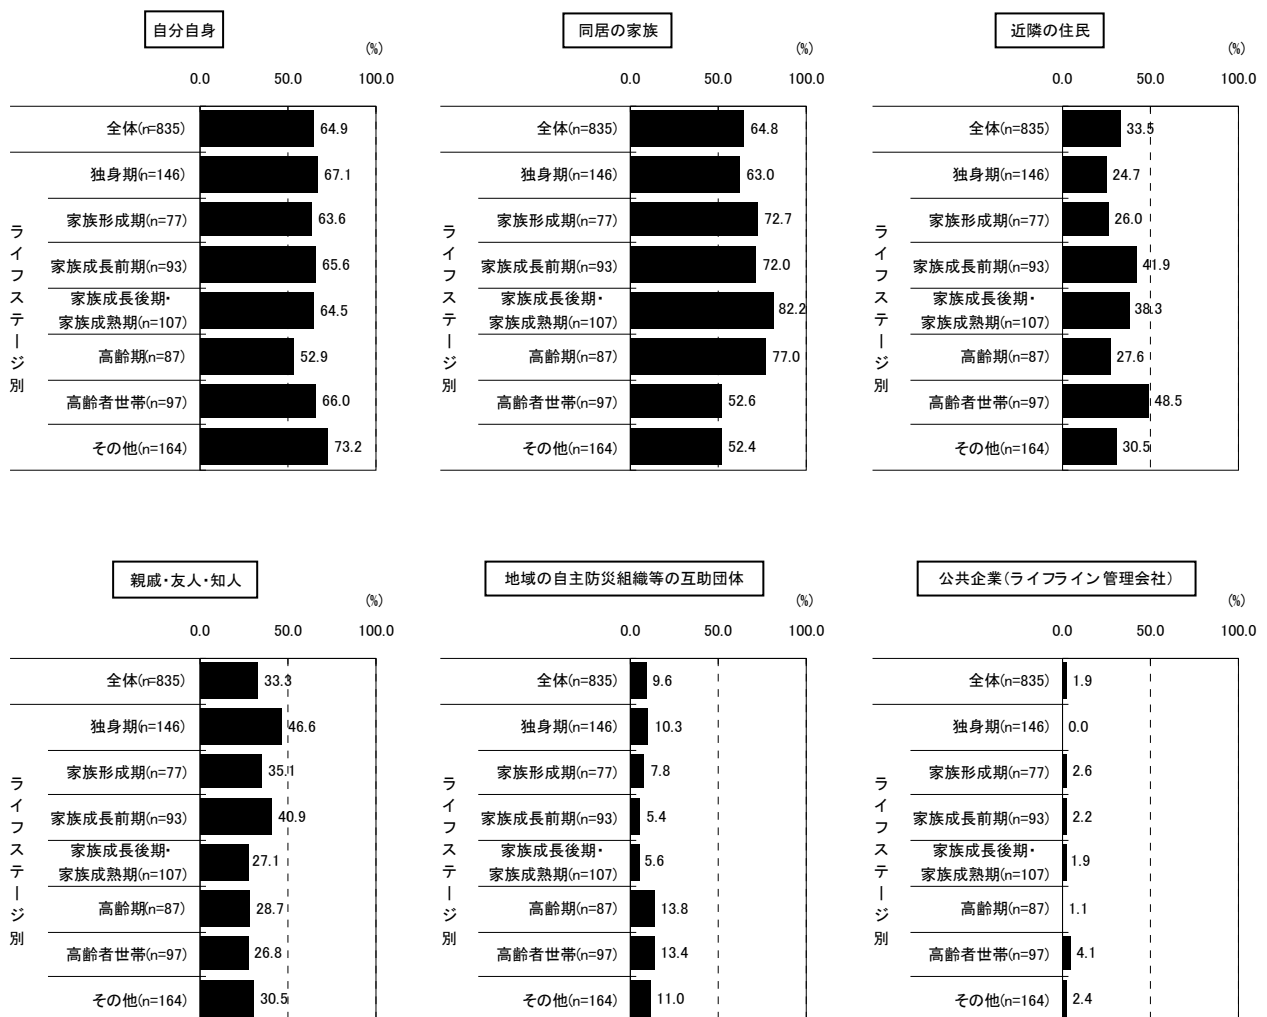 自分自身
(%)
0.0 50.0 100.0
全体(n=835) 64.9
独身期(n=146) 67.1
家族形成期(n=77) 63.6
家族成長前期(n=93) 65.6
家族成長後期・
家族成熟期(n=107) 64.5
高齢期(n=87) 52.9
高齢者世帯(n=97) 66.0
その他(n=164) 73.2
ライフステージ別
同居の家族
(%)
0.0 50.0 100.0
全体(n=835) 64.8
独身期(n=146) 63.0
家族形成期(n=77) 72.7
家族成長前期(n=93) 72.0
家族成長後期・
家族成熟期(n=107) 82.2
高齢期(n=87) 77.0
高齢者世帯(n=97) 52.6
その他(n=164) 52.4
ライフステージ別
近隣の住民
(%)
0.0 50.0 100.0
全体(n=835) 33.5
独身期(n=146) 24.7
家族形成期(n=77) 26.0
家族成長前期(n=93) 41.9
家族成長後期・
家族成熟期(n=107) 38.3
高齢期(n=87) 27.6
高齢者世帯(n=97) 48.5
その他(n=164) 30.5
ライフステージ別
親戚・友人・知人
(%)
0.0 50.0 100.0
全体(n=835) 33.3
独身期(n=146) 46.6
家族形成期(n=77) 35.1
家族成長前期(n=93) 40.9
家族成長後期・
家族成熟期(n=107) 27.1
高齢期(n=87) 28.7
高齢者世帯(n=97) 26.8
その他(n=164) 30.5
ライフステージ別
地域の自主防災組織等の互助団体
(%)
0.0 50.0 100.0
全体(n=835) 9.6
独身期(n=146) 10.3
家族形成期(n=77) 7.8
家族成長前期(n=93) 5.4
家族成長後期・
家族成熟期(n=107) 5.6
高齢期(n=87) 13.8
高齢者世帯(n=97) 13.4
その他(n=164) 11.0
ライフステージ別
公共企業(ライフライン管理会社)
(%)
0.0 50.0 100.0
全体(n=835) 1.9
独身期(n=146) 0.0
家族形成期(n=77) 2.6
家族成長前期(n=93) 2.2
家族成長後期・
家族成熟期(n=107) 1.9
高齢期(n=87) 1.1
高齢者世帯(n=97) 4.1
その他(n=164) 2.4
ライフステージ別